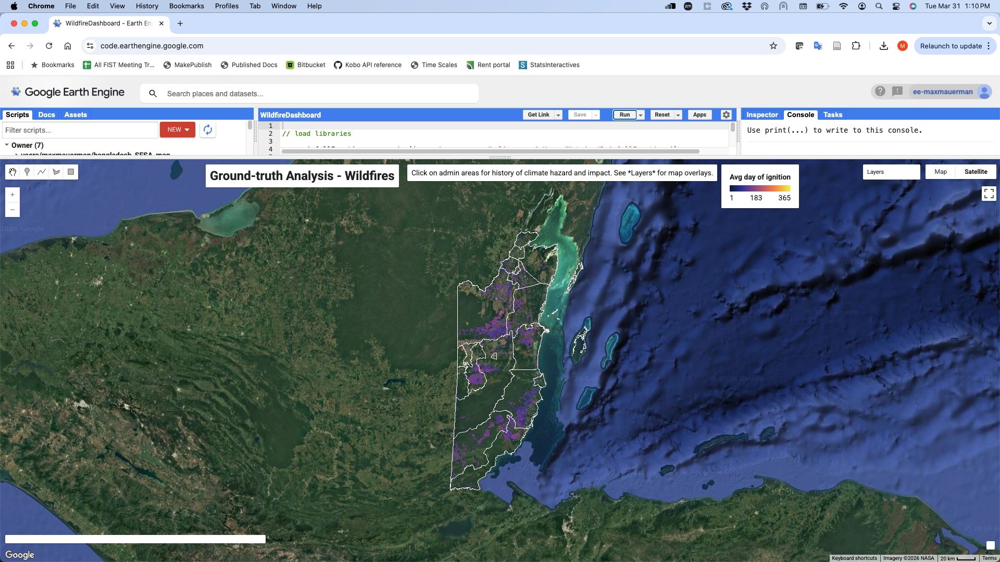 Chrome File Edit View History Bookmarks Profiles Tab Window Help
zm
Tue Mar 31 1:10 PM
WildfireDashboard - Earth En
code.earthengine.google.com
M
Relaunch to update
Bookmarks
All FIST Meeting Tr...
MakePublish
Published Docs
Bitbucket
Kobo API reference
Time Scales
Rent portal
StatsInteractives
Google Earth Engine
Search places and datasets...
ee-maxmauerman
Scripts Docs Assets
WildfireDashboard
Get Link Save Run Reset Apps
Inspector Console Tasks
Filter scripts...
NEW
Owner (7)
users/maxmauerman/bangladesh_SESA_map
1
2 // load libraries
3
4
Use print(...) to write to this console.
Ground-truth Analysis - Wildfires
Click on admin areas for history of climate hazard and impact. See *Layers* for map overlays.
Avg day of ignition
1 183 365
Layers
Map Satellite
Google
Keyboard shortcuts
Imagery ©2026 NASA
20 km
Terms